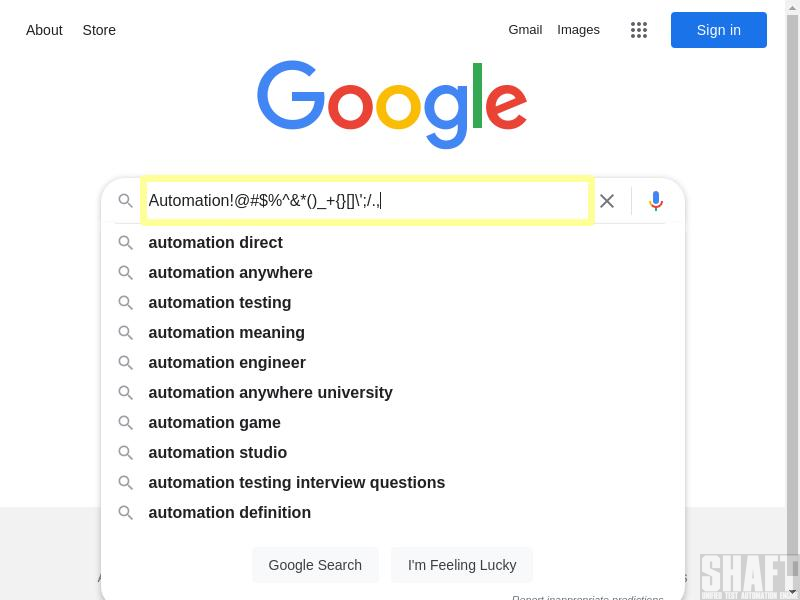 About Store Gmail Images Sign in
Google
Automation!@#$%^&*()_+{}[]\';/.,
automation direct
automation anywhere
automation testing
automation meaning
automation engineer
automation anywhere university
automation game
automation studio
automation testing interview questions
automation definition
Google Search I'm Feeling Lucky
Report inappropriate predictions
SHAFT